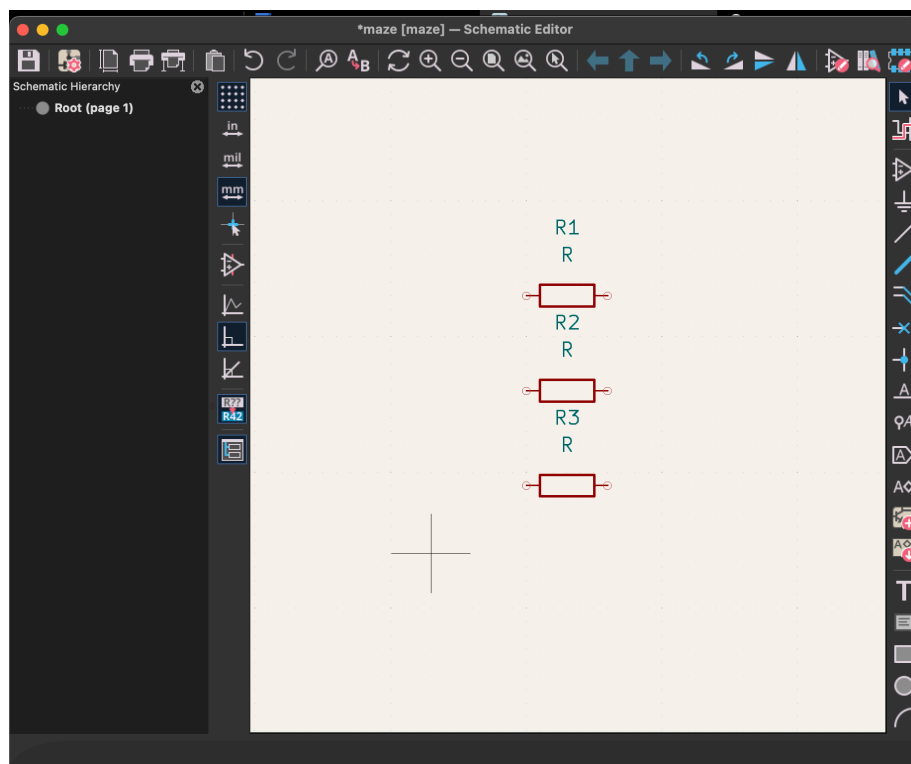 *maze [maze] — Schematic Editor
A
A B
Schematic Hierarchy
Root (page 1)
in
mil
mm
R??
R42
R1
R
R2
R
R3
R
A
A
A
A
A
T